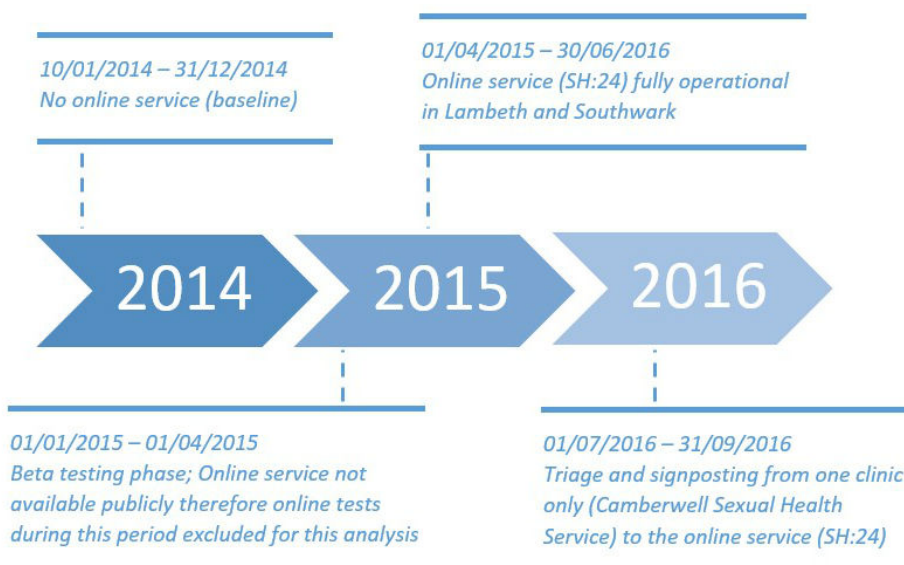 10/01/2014 – 31/12/2014
No online service (baseline)
01/04/2015 – 30/06/2016
Online service (SH:24) fully operational
in Lambeth and Southwark
2014
2015
2016
01/01/2015 – 01/04/2015
Beta testing phase; Online service not
available publicly therefore online tests
during this period excluded for this analysis
01/07/2016 – 31/09/2016
Triage and signposting from one clinic
only (Camberwell Sexual Health
Service) to the online service (SH:24)